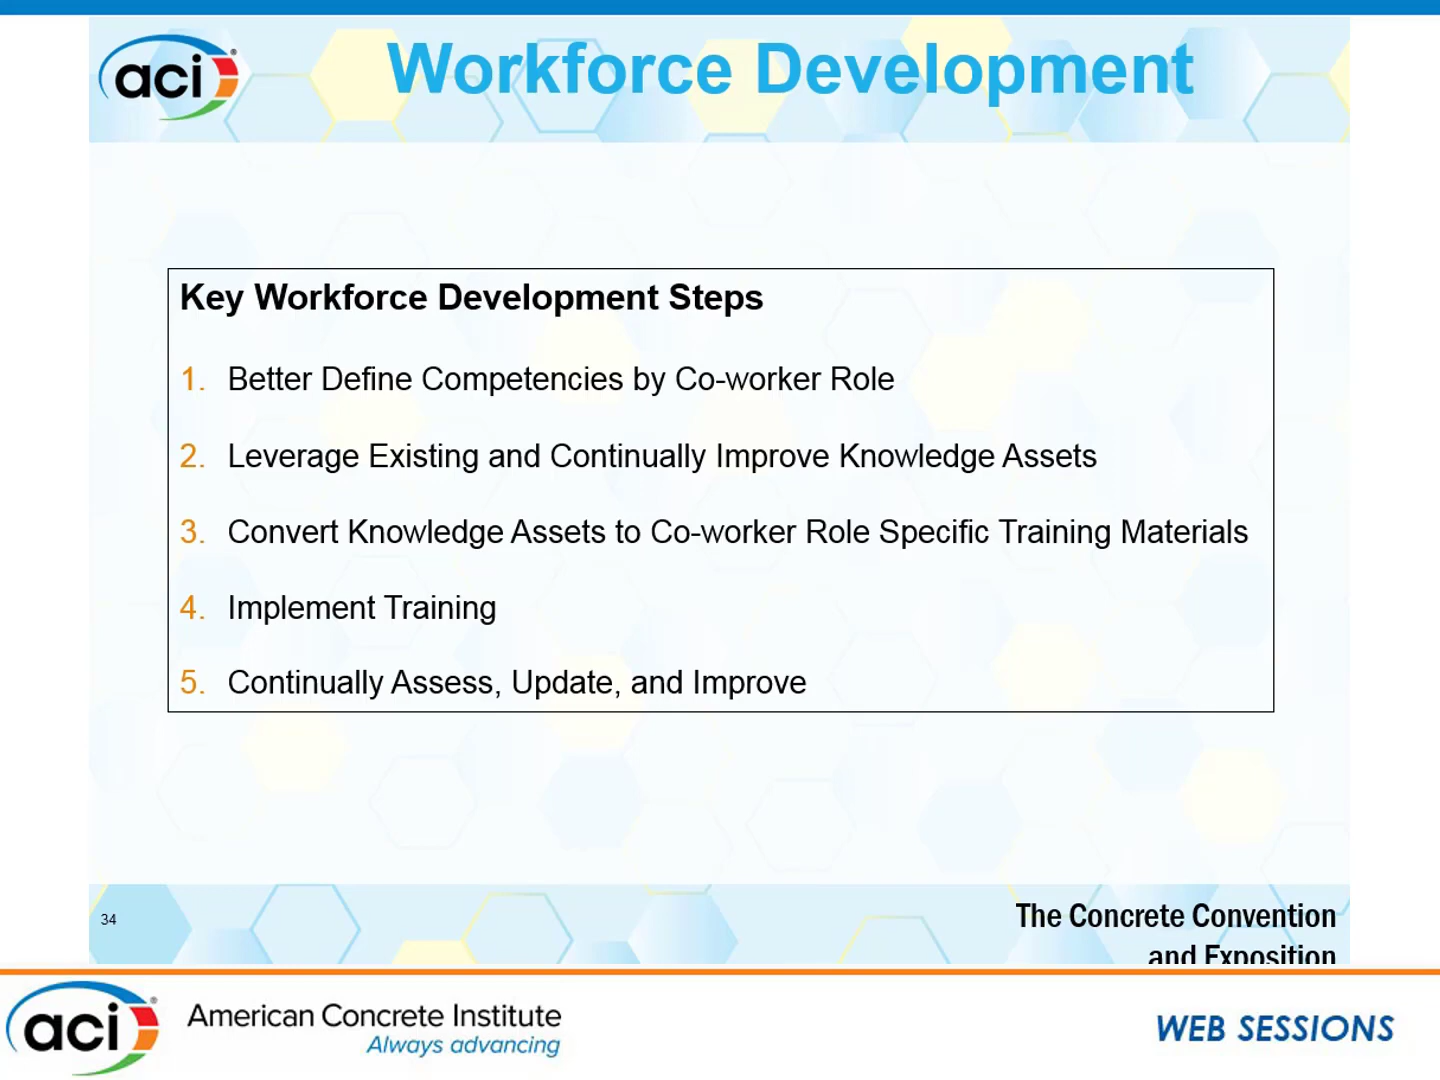 aci®
Workforce Development
Key Workforce Development Steps
1. Better Define Competencies by Co-worker Role
2. Leverage Existing and Continually Improve Knowledge Assets
3. Convert Knowledge Assets to Co-worker Role Specific Training Materials
4. Implement Training
5. Continually Assess, Update, and Improve
34
The Concrete Convention
and Exposition
aci®
American Concrete Institute
Always advancing
WEB SESSIONS